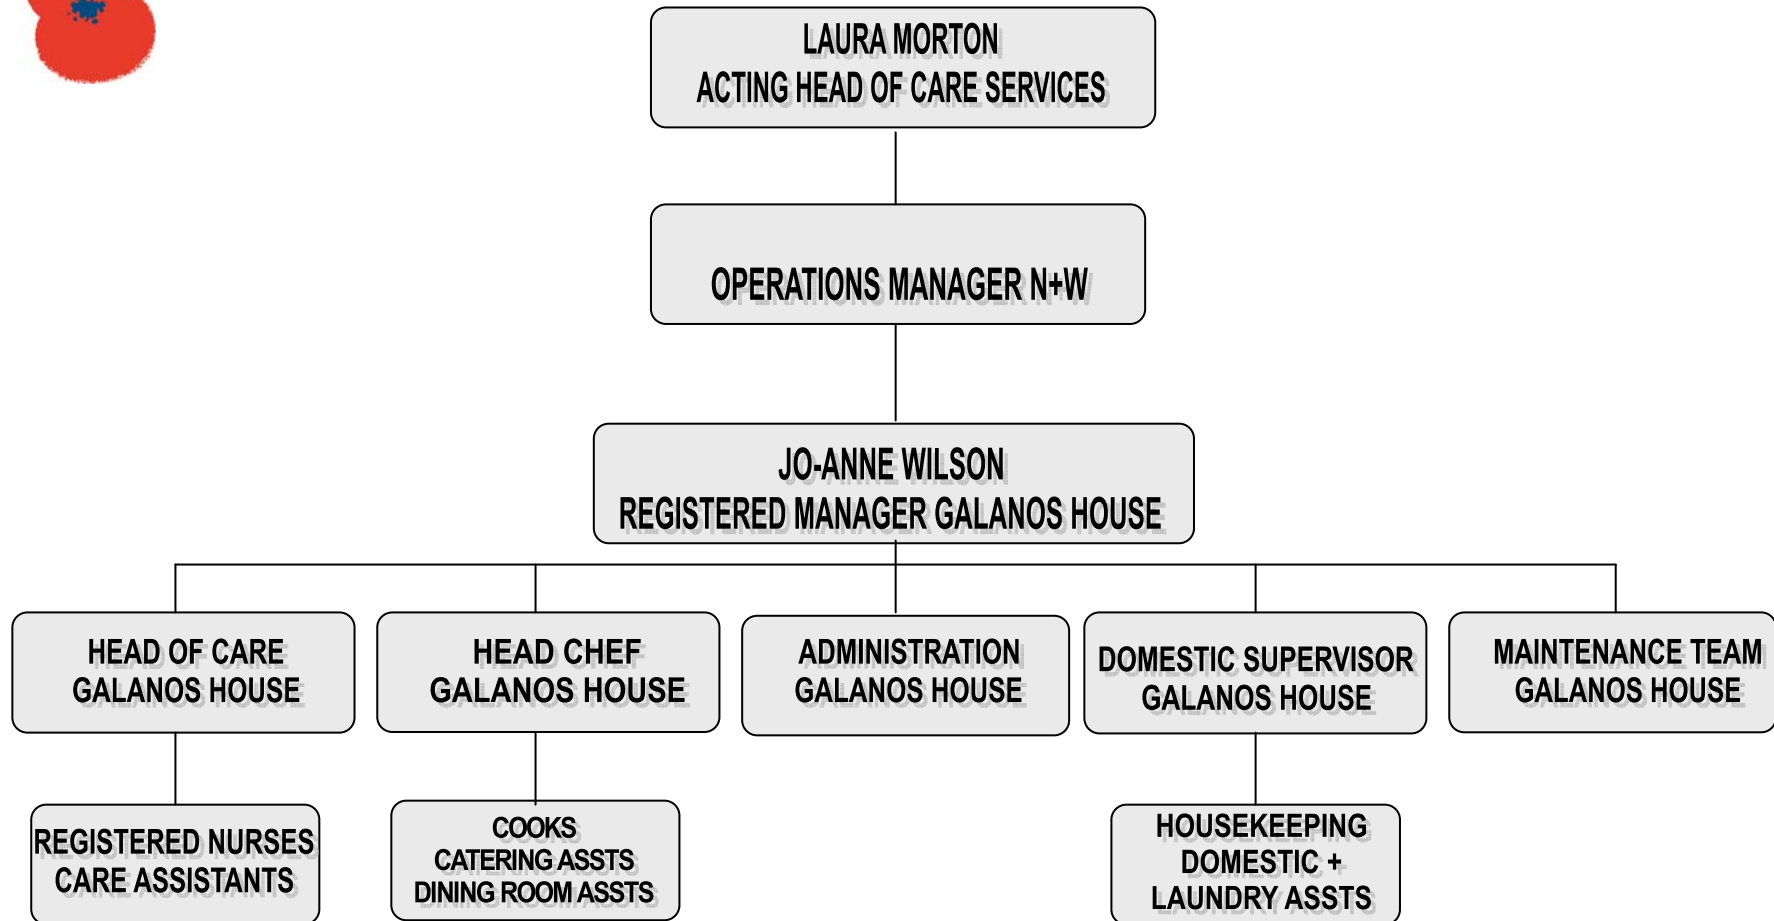 LAURA MORTON
ACTING HEAD OF CARE SERVICES
OPERATIONS MANAGER N+W
JO-ANNE WILSON
REGISTERED MANAGER GALANOS HOUSE
HEAD OF CARE
GALANOS HOUSE
HEAD CHEF
GALANOS HOUSE
ADMINISTRATION
GALANOS HOUSE
DOMESTIC SUPERVISOR
GALANOS HOUSE
MAINTENANCE TEAM
GALANOS HOUSE
REGISTERED NURSES
CARE ASSISTANTS
COOKS
CATERING ASSTS
DINING ROOM ASSTS
HOUSEKEEPING
DOMESTIC +
LAUNDRY ASSTS